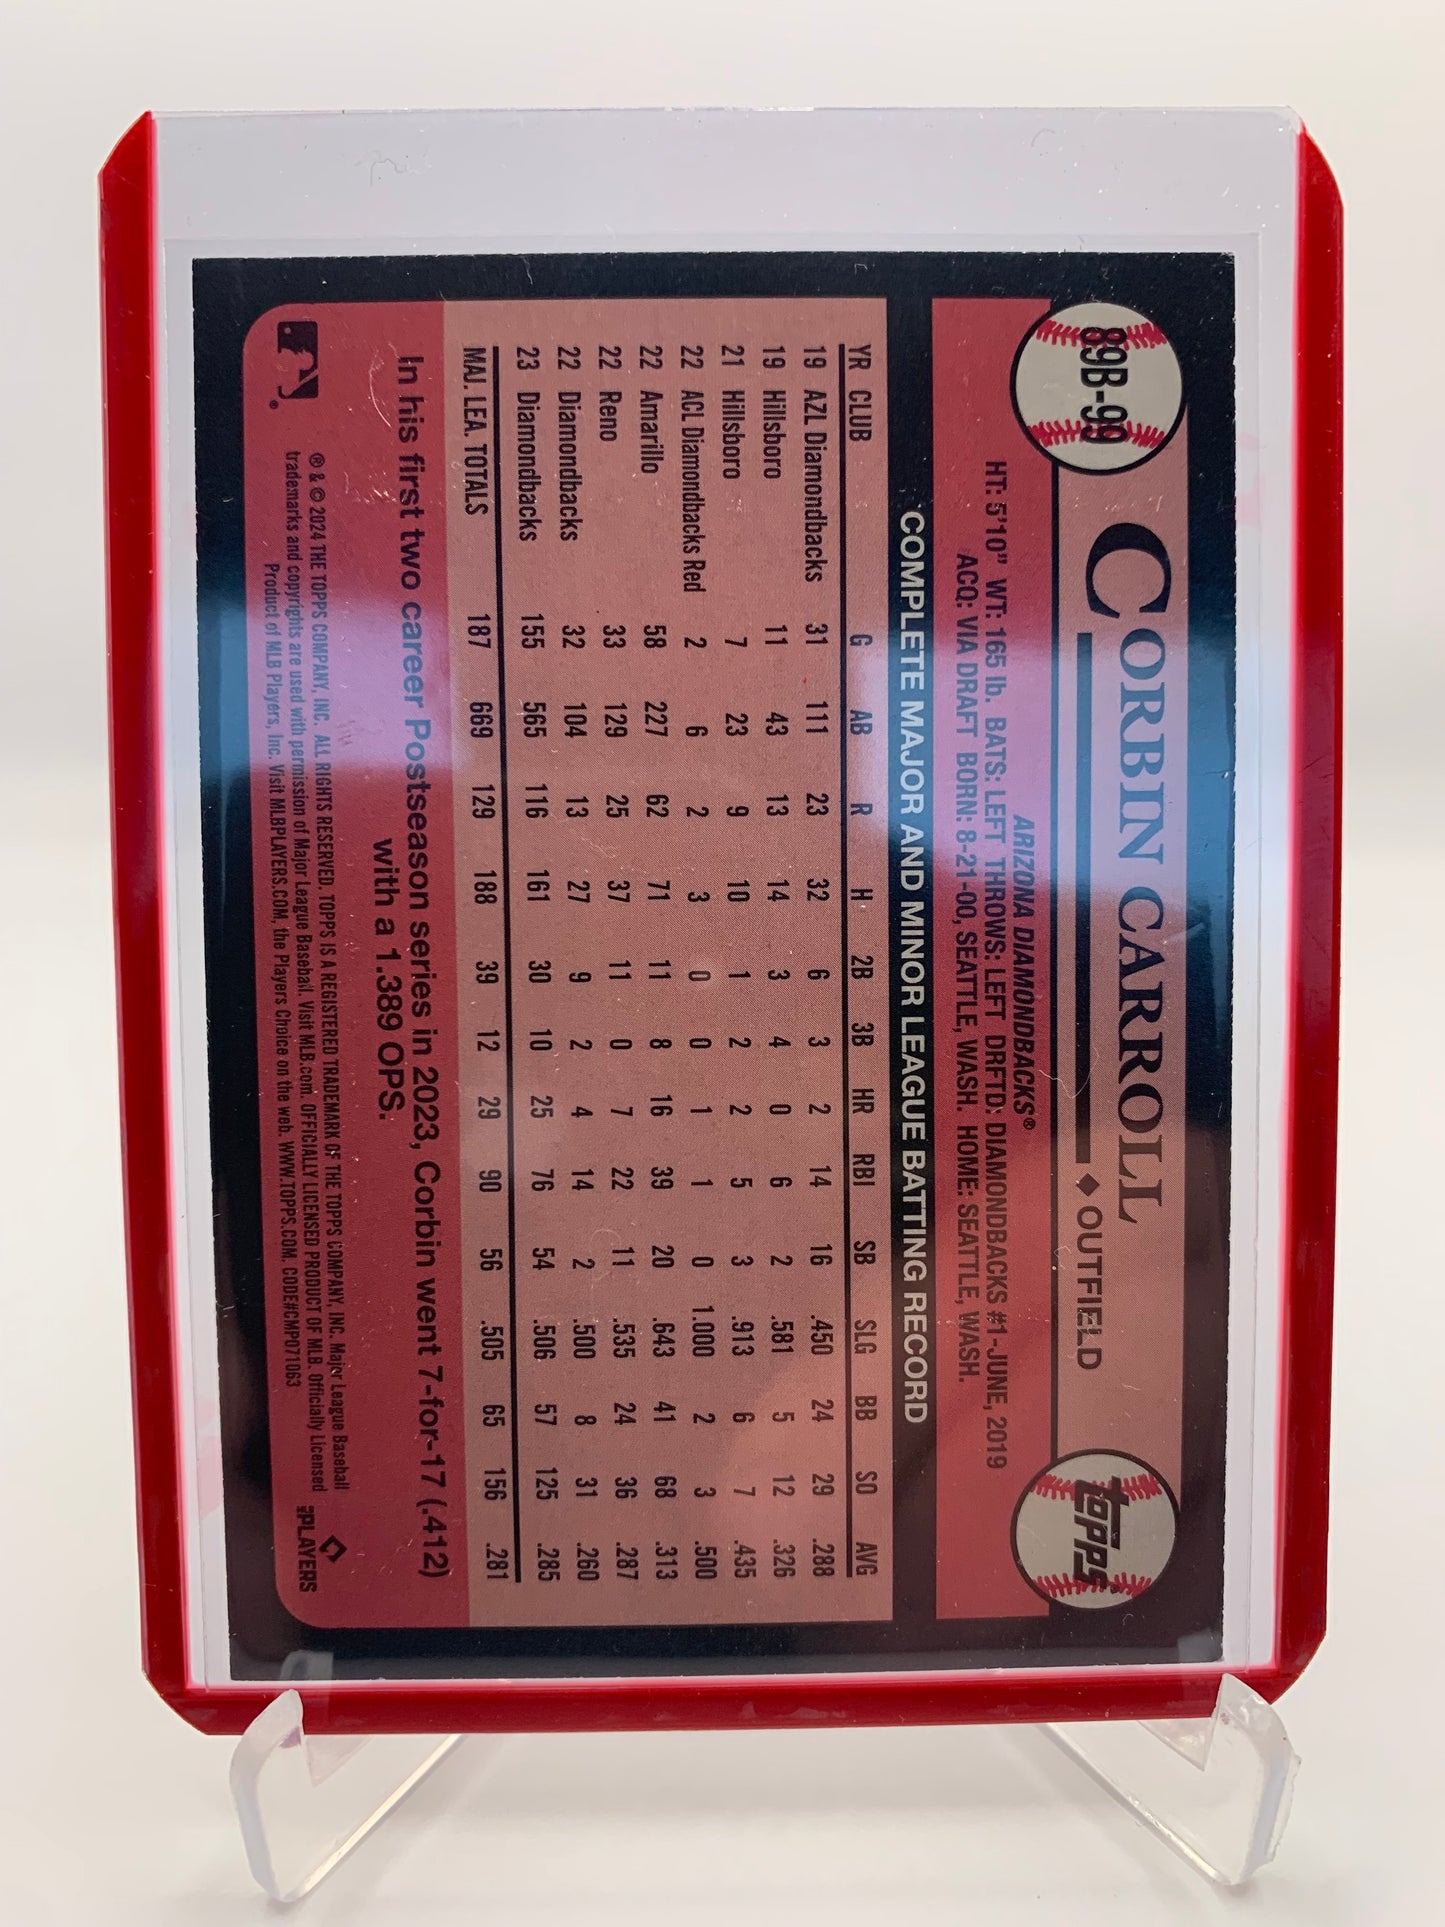 89B-99
CORBIN CARROLL
♦OUTFIELD
topps
ARIZONA DIAMONDBACKS®
HT: 5'10" WT: 165 lb. BATS: LEFT THROWS: LEFT DRFTD: DIAMONDBACKS #1-JUNE, 2019
ACQ: VIA DRAFT BORN: 8-21-00, SEATTLE, WASH. HOME: SEATTLE, WASH.
COMPLETE MAJOR AND MINOR LEAGUE BATTING RECORD
YR CLUB G AB R H 2B 3B HR RBI SB SLG BB SO AVG
19 AZL Diamondbacks 31 111 23 32 6 3 2 14 16 .450 24 29 .288
19 Hillsboro 11 43 13 14 3 4 0 6 2 .581 5 12 .326
21 Hillsboro 7 23 9 10 1 2 2 5 3 .913 6 7 .435
22 ACL Diamondbacks Red 2 6 2 3 0 0 1 1 0 1.000 2 3 .500
22 Amarillo 58 227 62 71 11 8 16 39 20 .643 41 68 .313
22 Reno 33 129 25 37 11 0 7 22 11 .535 24 36 .287
22 Diamondbacks 32 104 13 27 9 2 4 14 2 .500 8 31 .260
23 Diamondbacks 155 565 116 161 30 10 25 76 54 .506 57 125 .285
MAJ. LEA. TOTALS 187 669 129 188 39 12 29 90 56 .505 65 156 .281
In his first two career Postseason series in 2023, Corbin went 7-for-17 (.412)
with a 1.389 OPS.
® & © 2024 THE TOPPS COMPANY, INC. ALL RIGHTS RESERVED. TOPPS IS A REGISTERED TRADEMARK OF THE TOPPS COMPANY, INC. Major League Baseball
trademarks and copyrights are used with permission of Major League Baseball. Visit MLB.com. OFFICIALLY LICENSED PRODUCT OF MLB. Officially Licensed
Product of MLB Players, Inc. Visit MLBPLAYERS.COM, the Players Choice on the web. WWW.TOPPS.COM. CODE#CMP071063
MLB PLAYERS